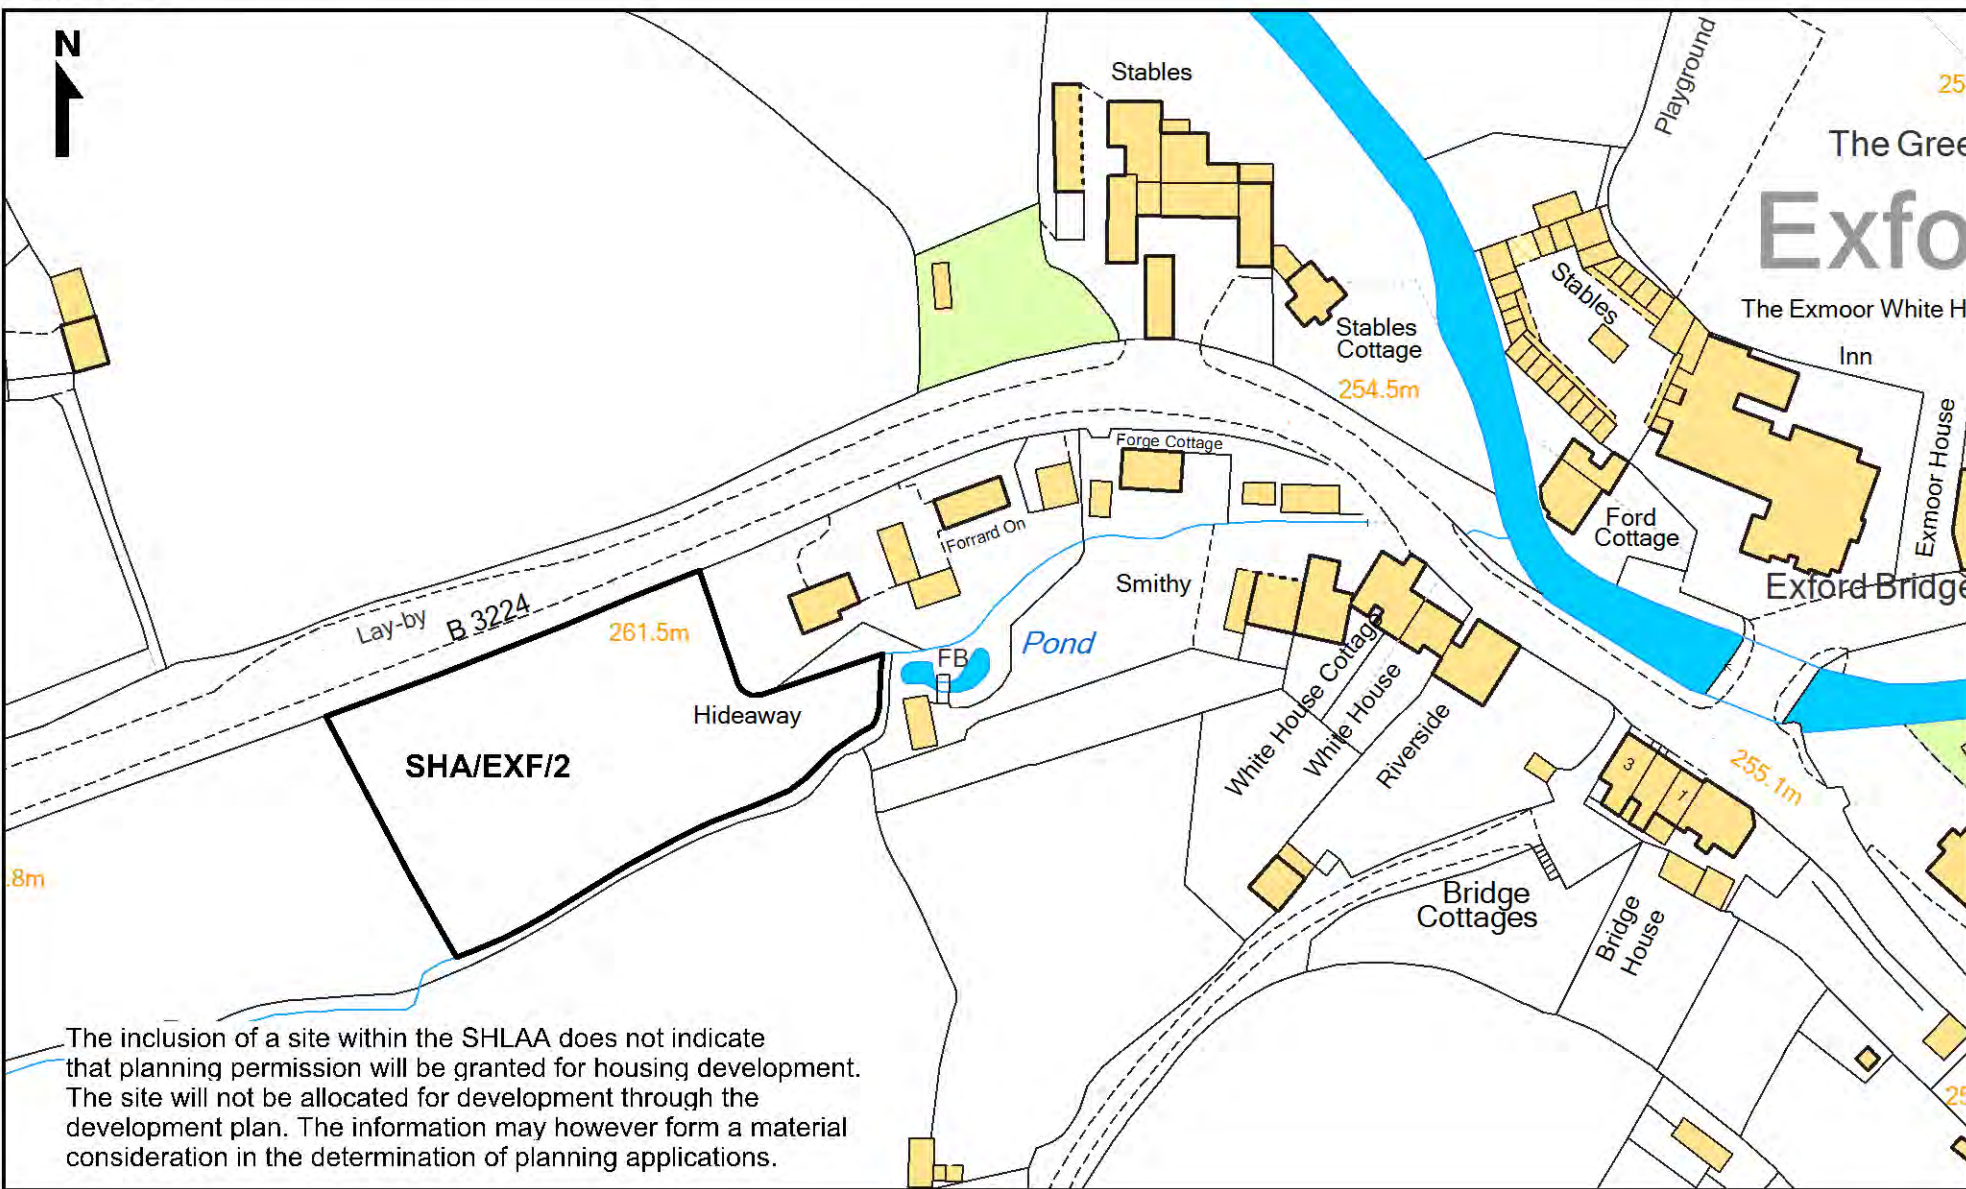 N
Stables
Playground
25
The Gree
Exfo
The Exmoor White H
Inn
Stables
Stables
Cottage
254.5m
Exmoor House
Forge Cottage
Ford
Cottage
Forrard On
Exford Bridge
Smithy
Lay-by
B 3224
261.5m
Pond
FB
Hideaway
White House Cottage
White House
Riverside
SHA/EXF/2
3
1
255.1m
.8m
Bridge
Cottages
Bridge
House
25
The inclusion of a site within the SHLAA does not indicate
that planning permission will be granted for housing development.
The site will not be allocated for development through the
development plan. The information may however form a material
consideration in the determination of planning applications.